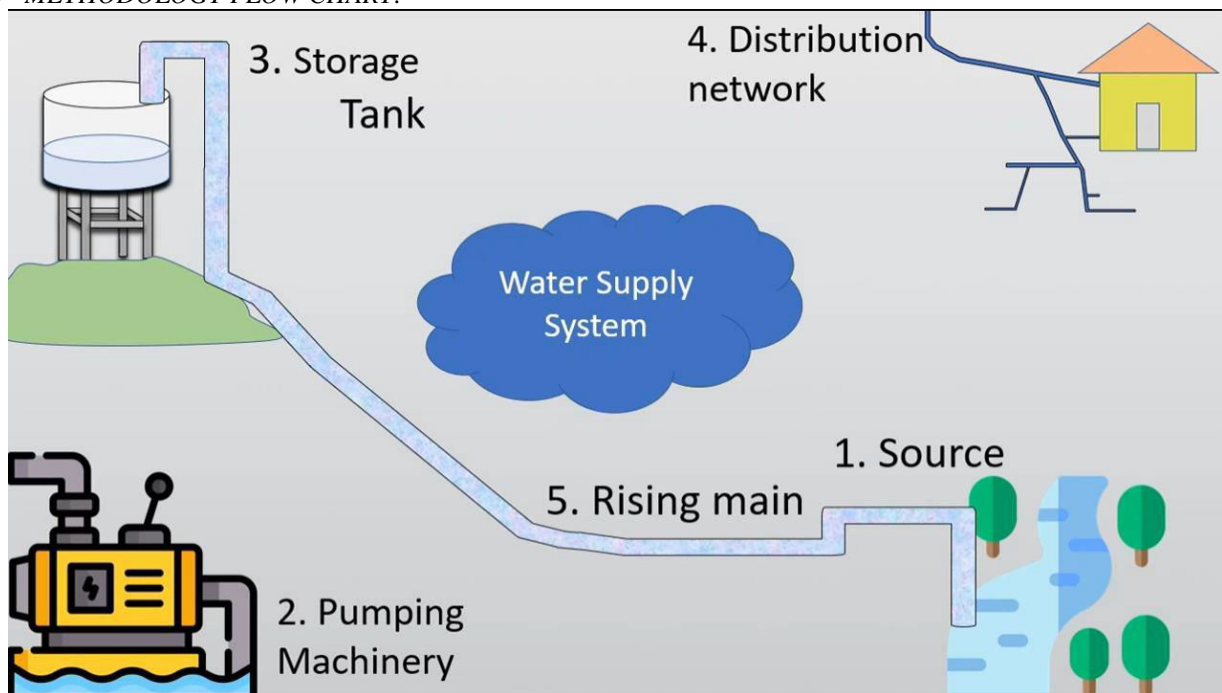 METHODOLOGY FLOW CHART:
3. Storage
Tank
4. Distribution
network
Water Supply
System
1. Source
5. Rising main
2. Pumping
Machinery